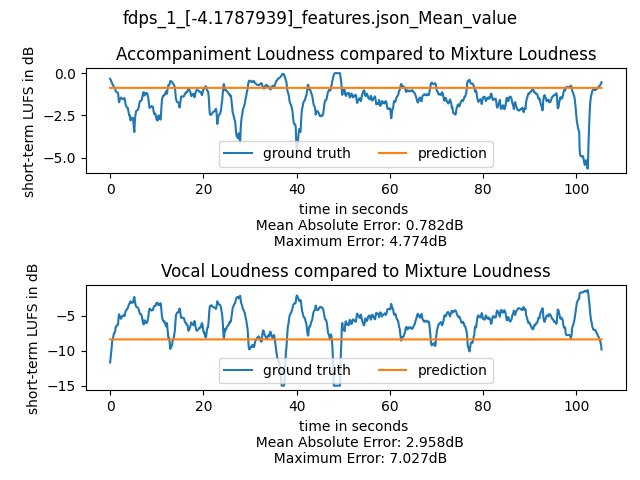 fdps_1_[-4.1787939]_features.json_Mean_value
Accompaniment Loudness compared to Mixture Loudness
short-term LUFS in dB
0.0
−2.5
−5.0
ground truth
prediction
0 20 40 60 80 100
time in seconds
Mean Absolute Error: 0.782dB
Maximum Error: 4.774dB
Vocal Loudness compared to Mixture Loudness
short-term LUFS in dB
−5
−10
−15
ground truth
prediction
0 20 40 60 80 100
time in seconds
Mean Absolute Error: 2.958dB
Maximum Error: 7.027dB